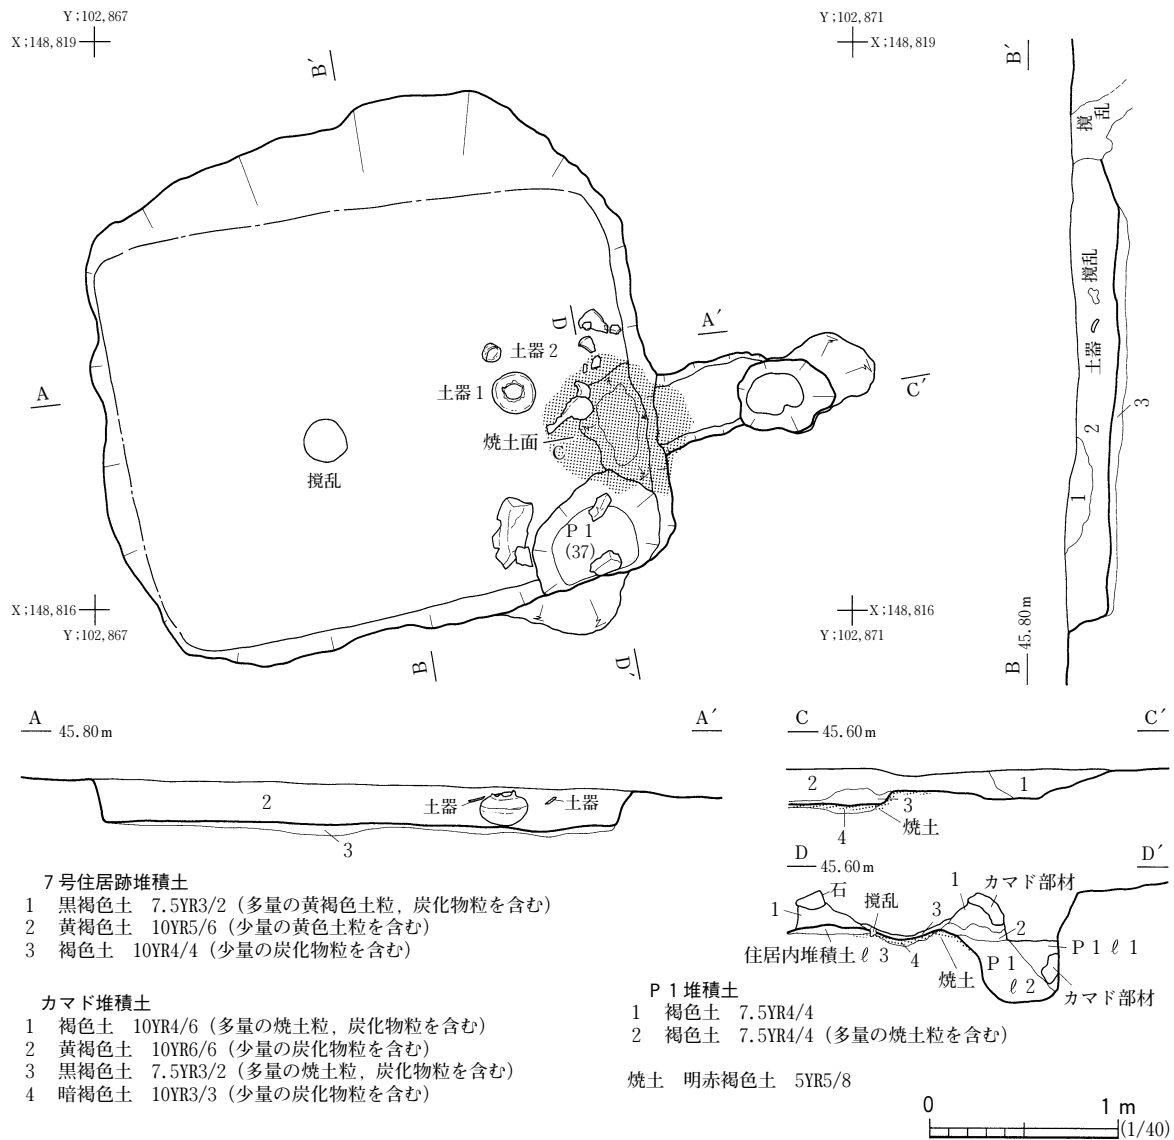 Y;102,867
X;148,819
Y;102,871
X;148,819
B′
B′
撹乱
D
A′
土器2
土器1
C′
A
焼土面
C
撹乱
P1
(37)
撹乱
土器
2
3
1
X;148,816
Y;102,867
X;148,816
Y;102,871
B
D′
B
45.80m
A
45.80m
A′
2
土器
土器
3
C
45.60m
C′
2
1
3
焼土
4
D
45.60m
D′
石
1
カマド部材
1
撹乱
3
2
住居内堆積土ℓ3
4
焼土
P1
ℓ2
P1ℓ1
カマド部材
7号住居跡堆積土
1 黒褐色土 7.5YR3/2(多量の黄褐色土粒,炭化物粒を含む)
2 黄褐色土 10YR5/6(少量の黄色土粒を含む)
3 褐色土 10YR4/4(少量の炭化物粒を含む)
カマド堆積土
1 褐色土 10YR4/6(多量の焼土粒,炭化物粒を含む)
2 黄褐色土 10YR6/6(少量の炭化物粒を含む)
3 黒褐色土 7.5YR3/2(多量の焼土粒,炭化物粒を含む)
4 暗褐色土 10YR3/3(少量の炭化物粒を含む)
P1堆積土
1 褐色土 7.5YR4/4
2 褐色土 7.5YR4/4(多量の焼土粒を含む)
焼土 明赤褐色土 5YR5/8
0 1m
(1/40)